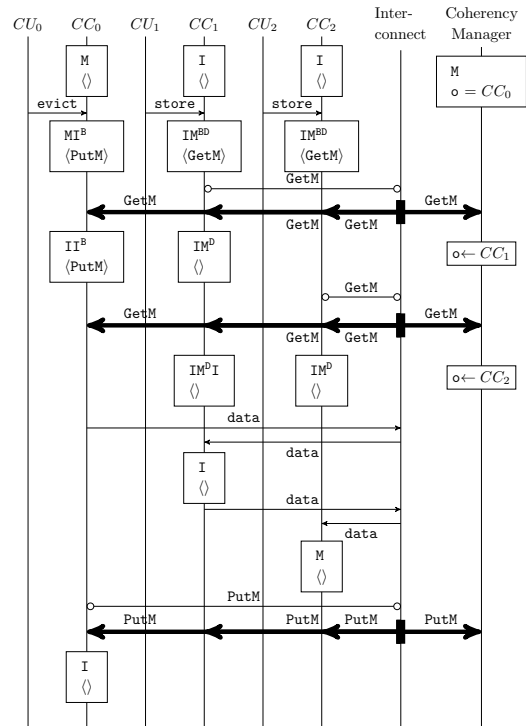 CU₀ CC₀ CU₁ CC₁ CU₂ CC₂ Inter-connect Coherency Manager
M I I M
⟨⟩ ⟨⟩ ⟨⟩ o = CC₀
evict store store
MIᴮ IMᴮᴰ IMᴮᴰ
⟨PutM⟩ ⟨GetM⟩ ⟨GetM⟩
GetM
GetM GetM
GetM GetM
IIᴮ IMᴰ
⟨PutM⟩ ⟨⟩ o← CC₁
GetM
GetM GetM
GetM GetM
IMᴰI IMᴰ
⟨⟩ ⟨⟩ o← CC₂
data
data
I
⟨⟩
data
data
M
⟨⟩
PutM
PutM PutM PutM PutM
I
⟨⟩